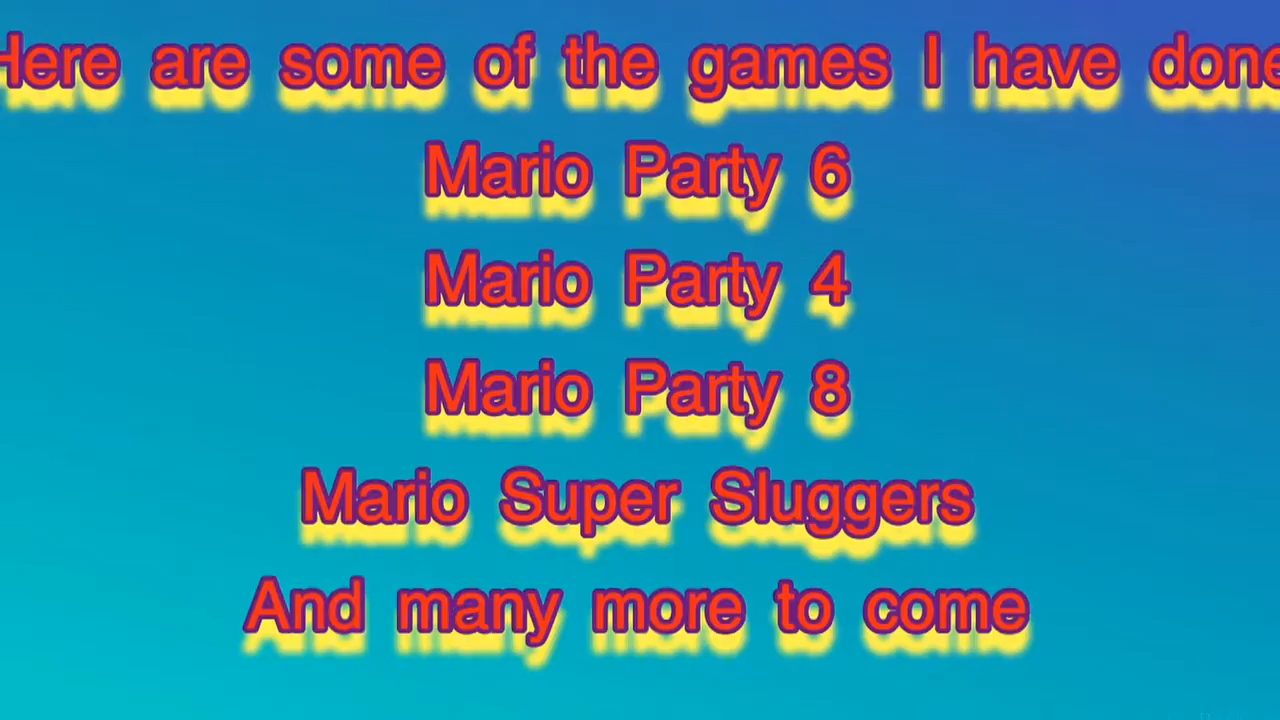 Here are some of the games I have done
Mario Party 6
Mario Party 4
Mario Party 8
Mario Super Sluggers
And many more to come